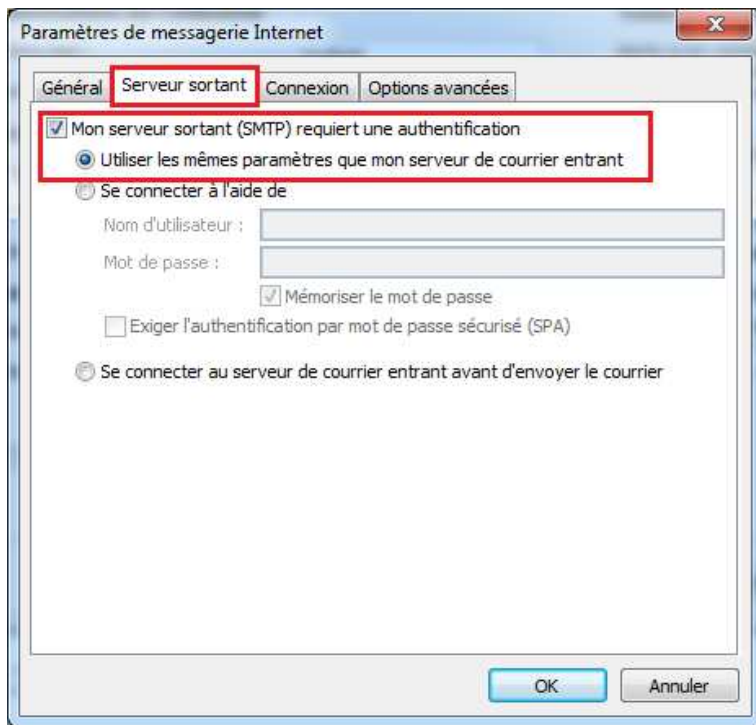 Paramètres de messagerie Internet
Général Serveur sortant Connexion Options avancées
Mon serveur sortant (SMTP) requiert une authentification
Utiliser les mêmes paramètres que mon serveur de courrier entrant
Se connecter à l'aide de
Nom d'utilisateur :
Mot de passe :
Mémoriser le mot de passe
Exiger l'authentification par mot de passe sécurisé (SPA)
Se connecter au serveur de courrier entrant avant d'envoyer le courrier
OK Annuler